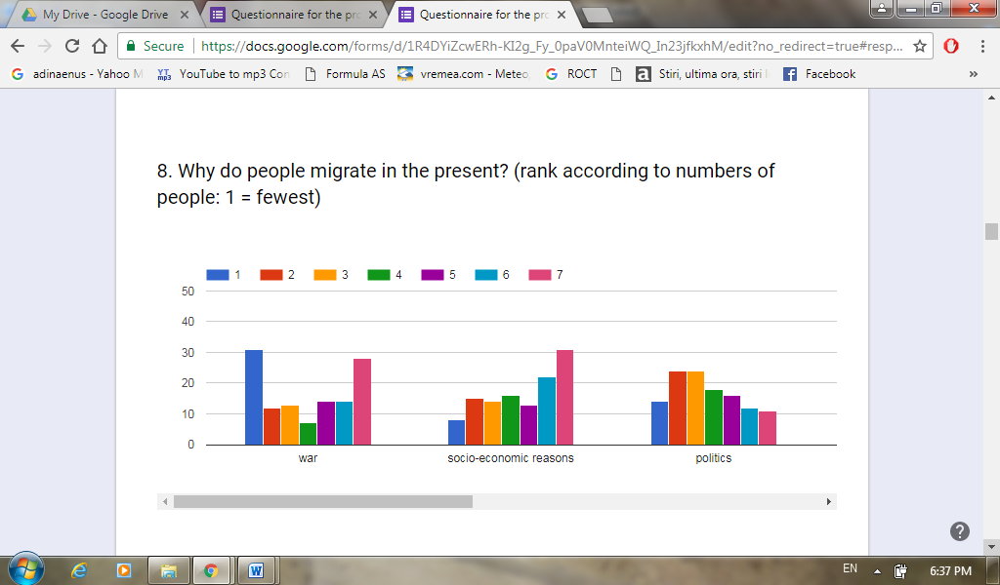 My Drive - Google Drive
Questionnaire for the pro
Questionnaire for the pro
Secure https://docs.google.com/forms/d/1R4DYiZcwERh-KI2g_Fy_0paV0MnteiWQ_In23jfkxhM/edit?no_redirect=true#resp...
adinaenus - Yahoo M YouTube to mp3 Con Formula AS vremea.com - Meteo ROCT Stiri, ultima ora, stiri Facebook »
8. Why do people migrate in the present? (rank according to numbers of
people: 1 = fewest)
1 2 3 4 5 6 7
50
40
30
20
10
0
war socio-economic reasons politics
EN 6:37 PM